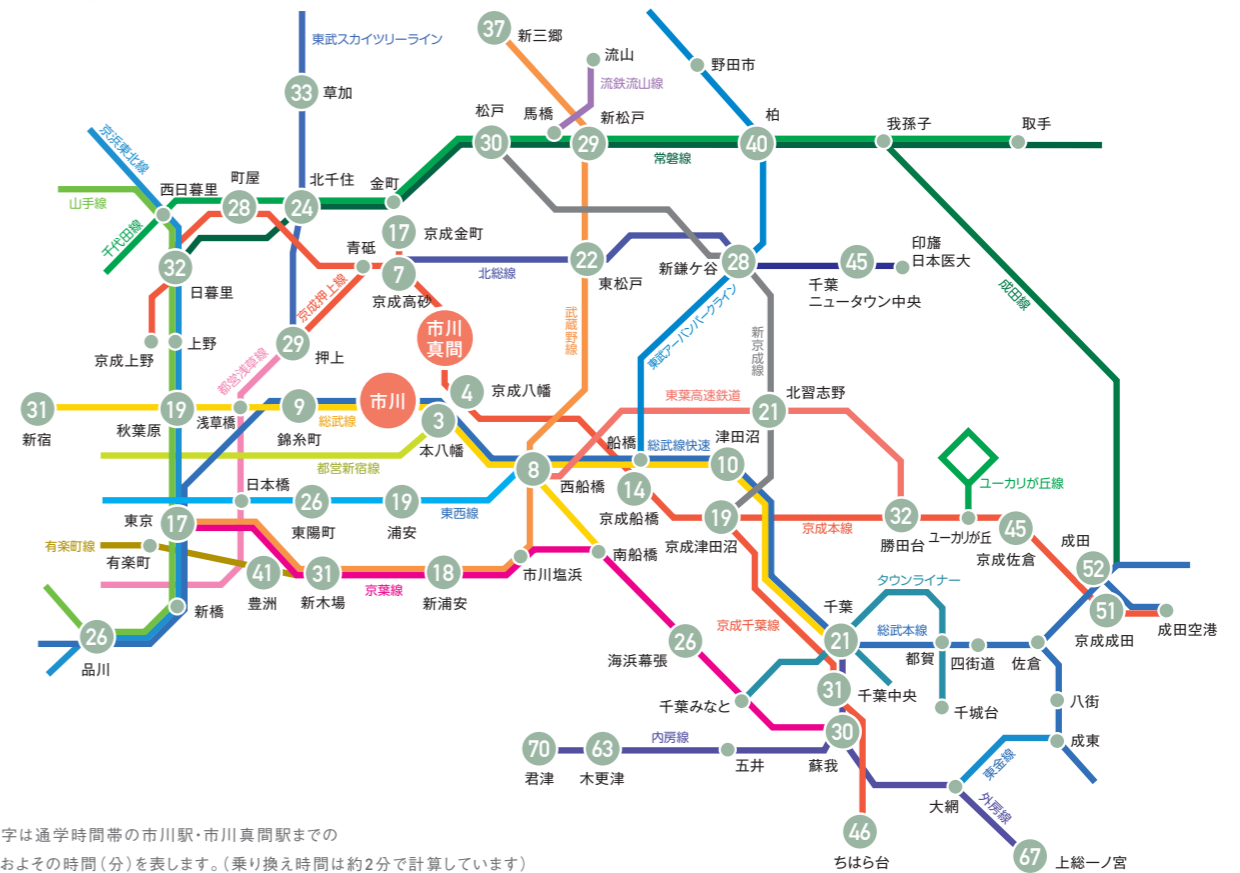 37
新三郷
東武スカイツリーライン
流山
野田市
流鉄流山線
33
草加
松戸
馬橋
新松戸
柏
我孫子
取手
京浜東北線
30
29
40
常磐線
西日暮里
町屋
北千住
金町
山手線
28
24
千代田線
17
京成金町
青砥
32
日暮里
7
京成高砂
北総線
22
東松戸
新鎌ケ谷
28
45
千葉
ニュータウン中央
印旛
日本医大
成田線
京成押上線
市川
真間
武蔵野線
東武アーバンパークライン
新京成線
京成上野
上野
29
押上
都営浅草線
4
京成八幡
東葉高速鉄道
北習志野
21
31
新宿
19
秋葉原
浅草橋
9
錦糸町
総武線
市川
3
本八幡
船橋
総武線快速
津田沼
都営新宿線
8
西船橋
10
日本橋
14
京成船橋
ユーカリが丘線
26
東陽町
19
浦安
東西線
東京
17
19
京成津田沼
京成本線
32
勝田台
ユーカリが丘
45
京成佐倉
成田
有楽町線
有楽町
41
豊洲
31
新木場
京葉線
18
新浦安
市川塩浜
南船橋
52
タウンライナー
新橋
千葉
51
京成成田
成田空港
26
品川
26
海浜幕張
京成千葉線
21
総武本線
都賀
四街道
佐倉
千葉みなと
31
千葉中央
千城台
八街
70
君津
63
木更津
内房線
五井
30
蘇我
成東
東金線
大網
外房線
46
ちはら台
67
上総一ノ宮
字は通学時間帯の市川駅・市川真間駅までの
およその時間(分)を表します。(乗り換え時間は約2分で計算しています)